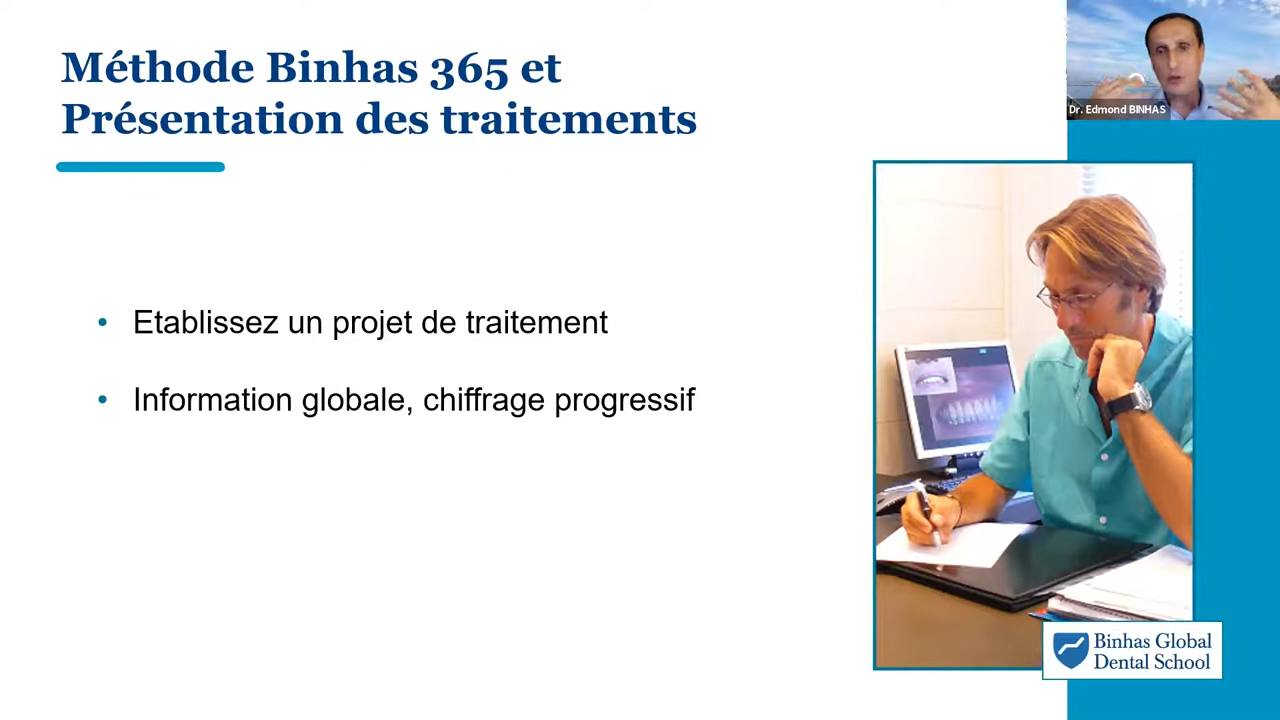 Méthode Binhas 365 et
Présentation des traitements
Dr. Edmond BINHAS
• Etablissez un projet de traitement
• Information globale, chiffrage progressif
Binhas Global
Dental School